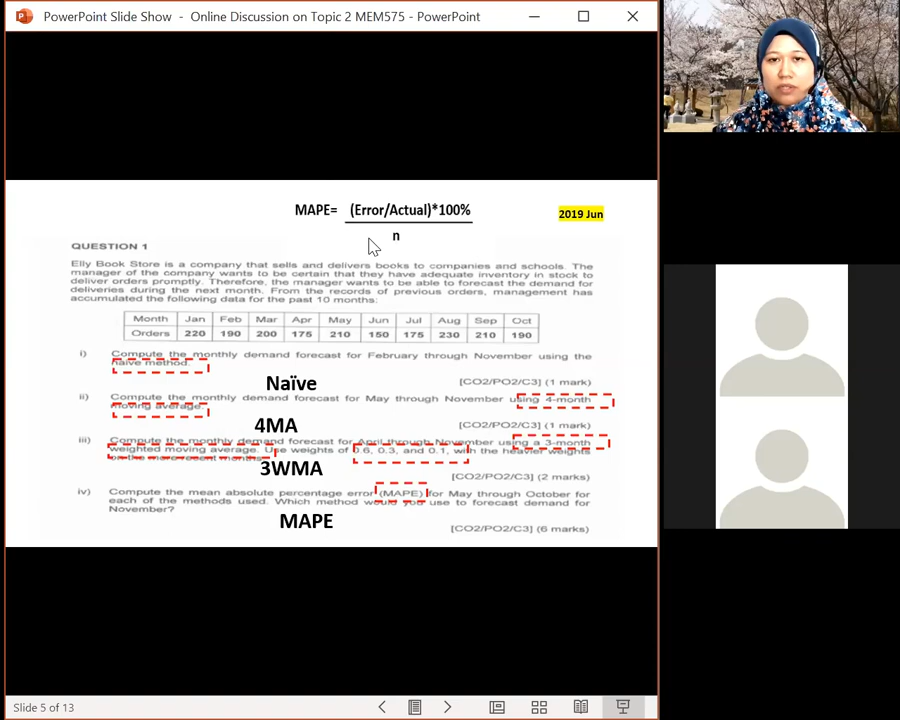 PowerPoint Slide Show - Online Discussion on Topic 2 MEM575 - PowerPoint
MAPE= (Error/Actual)*100%
n
2019 Jun
QUESTION 1
Elly Book Store is a company that sells and delivers books to companies and schools. The
manager of the company wants to be certain that they have adequate inventory in stock to
deliver orders promptly. Therefore, the manager wants to be able to forecast the demand for
deliveries during the next month. From the records of previous orders, management has
accumulated the following data for the past 10 months:
Month Jan Feb Mar Apr May Jun Jul Aug Sep Oct
Orders 220 190 200 175 210 150 175 230 210 190
i) Compute the monthly demand forecast for February through November using the
naive method.
Naïve
[CO2/PO2/C3] (1 mark)
ii) Compute the monthly demand forecast for May through November using 4-month
moving average.
4MA
[CO2/PO2/C3] (1 mark)
iii) Compute the monthly demand forecast for April through November using a 3-month
weighted moving average. Use weights of 0.6, 0.3, and 0.1, with the heavier weights
on the more recent months.
3WMA
[CO2/PO2/C3] (2 marks)
iv) Compute the mean absolute percentage error (MAPE) for May through October for
each of the methods used. Which method would you use to forecast demand for
November?
MAPE
[CO2/PO2/C3] (6 marks)
Slide 5 of 13